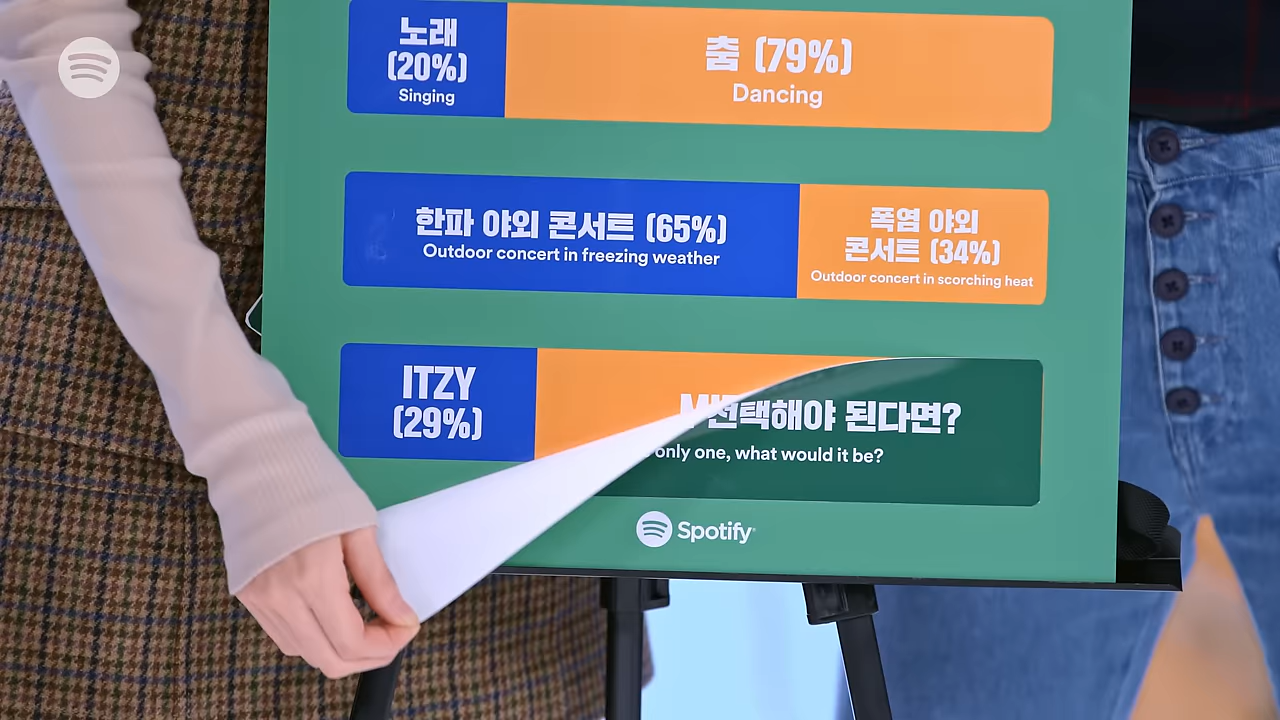 노래
(20%)
Singing
춤 (79%)
Dancing
한파 야외 콘서트 (65%)
Outdoor concert in freezing weather
폭염 야외
콘서트 (34%)
Outdoor concert in scorching heat
ITZY
(29%)
M
선택해야 된다면?
only one, what would it be?
Spotify